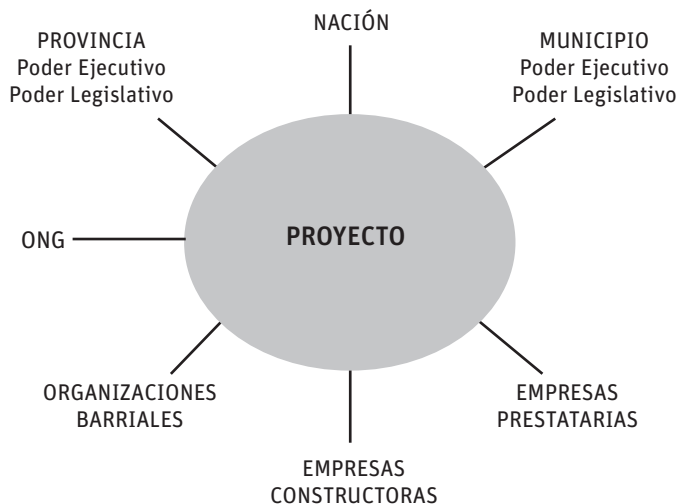 NACIÓN
PROVINCIA
Poder Ejecutivo
Poder Legislativo
MUNICIPIO
Poder Ejecutivo
Poder Legislativo
ONG
PROYECTO
ORGANIZACIONES
BARRIALES
EMPRESAS
PRESTATARIAS
EMPRESAS
CONSTRUCTORAS